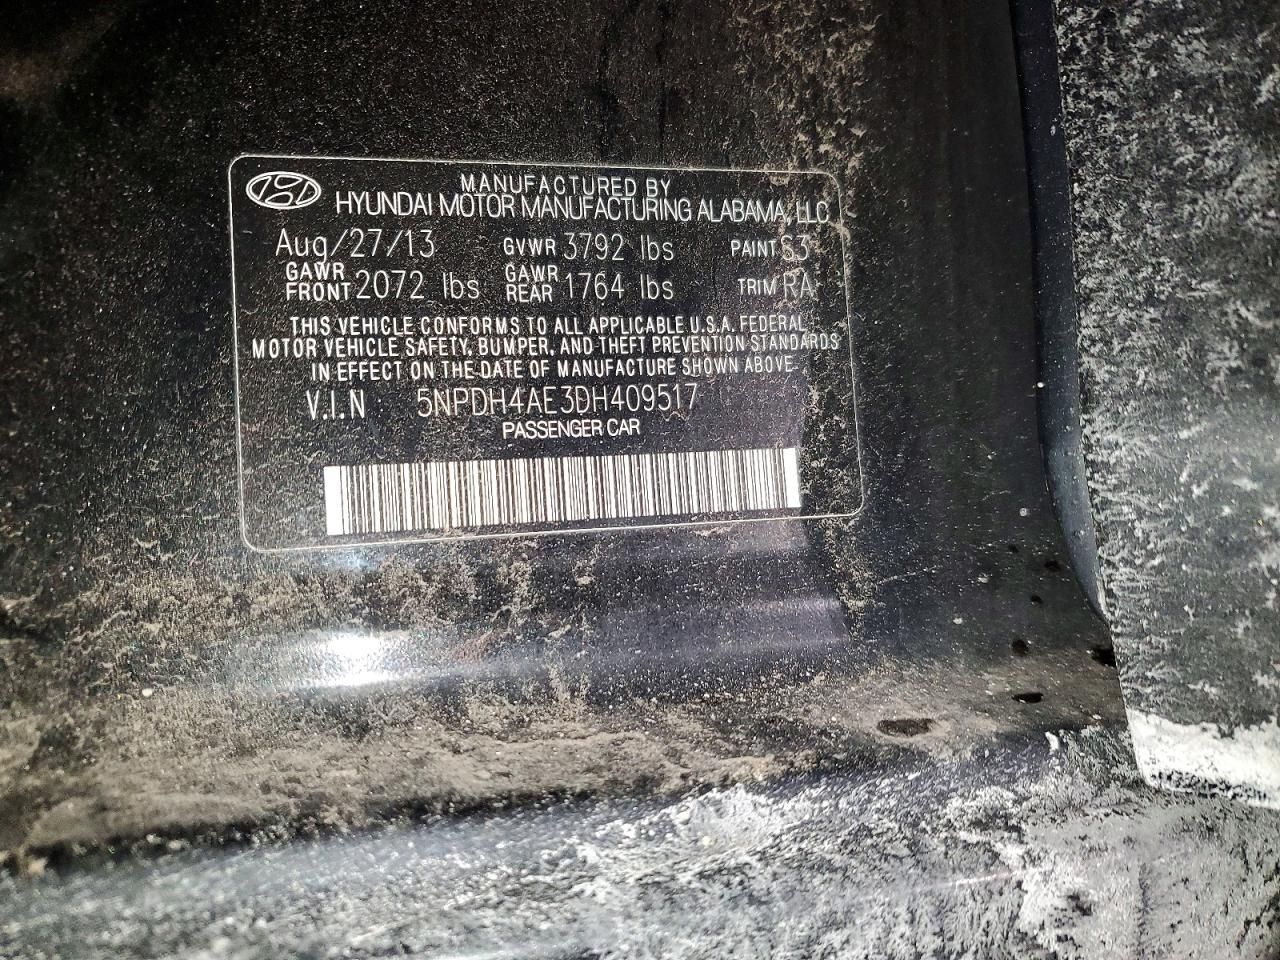 MANUFACTURED BY
HYUNDAI MOTOR MANUFACTURING ALABAMA, LLC
Aug/27/13 GVWR 3792 lbs PAINT S3
GAWR FRONT 2072 lbs GAWR REAR 1764 lbs TRIM RA
THIS VEHICLE CONFORMS TO ALL APPLICABLE U.S.A. FEDERAL
MOTOR VEHICLE SAFETY, BUMPER, AND THEFT PREVENTION STANDARDS
IN EFFECT ON THE DATE OF MANUFACTURE SHOWN ABOVE.
V.I.N 5NPDH4AE3DH409517
PASSENGER CAR